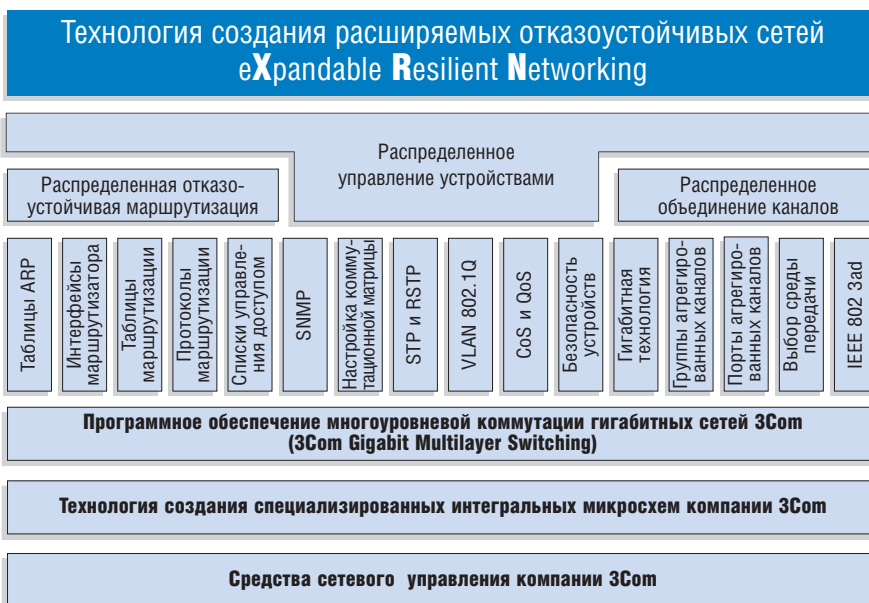 Технология создания расширяемых отказоустойчивых сетей
eXpandable Resilient Networking
Распределенное
управление устройствами
Распределенная отказо-
устойчивая маршрутизация
Распределенное
объединение каналов
Таблицы ARP
Интерфейсы
маршрутизатора
Таблицы
маршрутизации
Протоколы
маршрутизации
Списки управле-
ния доступом
SNMP
Настройка комму-
тационной матрицы
STP и RSTP
VLAN 802.1Q
CoS и QoS
Безопасность
устройств
Гигабитная
технология
Группы агрегиро-
ванных каналов
Порты агрегиро-
ванных каналов
Выбор среды
передачи
IEEE 802 3ad
Программное обеспечение многоуровневой коммутации гигабитных сетей 3Com
(3Com Gigabit Multilayer Switching)
Технология создания специализированных интегральных микросхем компании 3Com
Средства сетевого управления компании 3Com